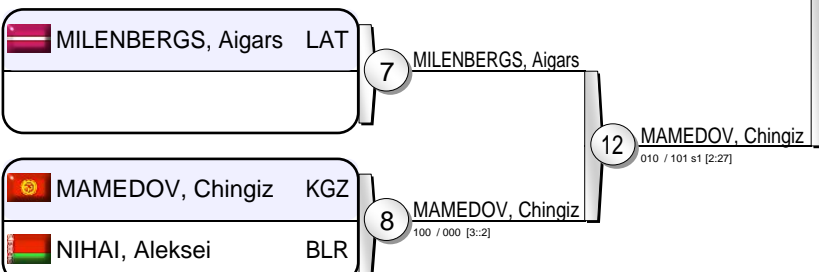 MILENBERGS, Aigars LAT
7
MILENBERGS, Aigars
12
MAMEDOV, Chingiz
010 / 101 s1 [2:27]
MAMEDOV, Chingiz KGZ
8
MAMEDOV, Chingiz
100 / 000 [3::2]
NIHAI, Aleksei BLR